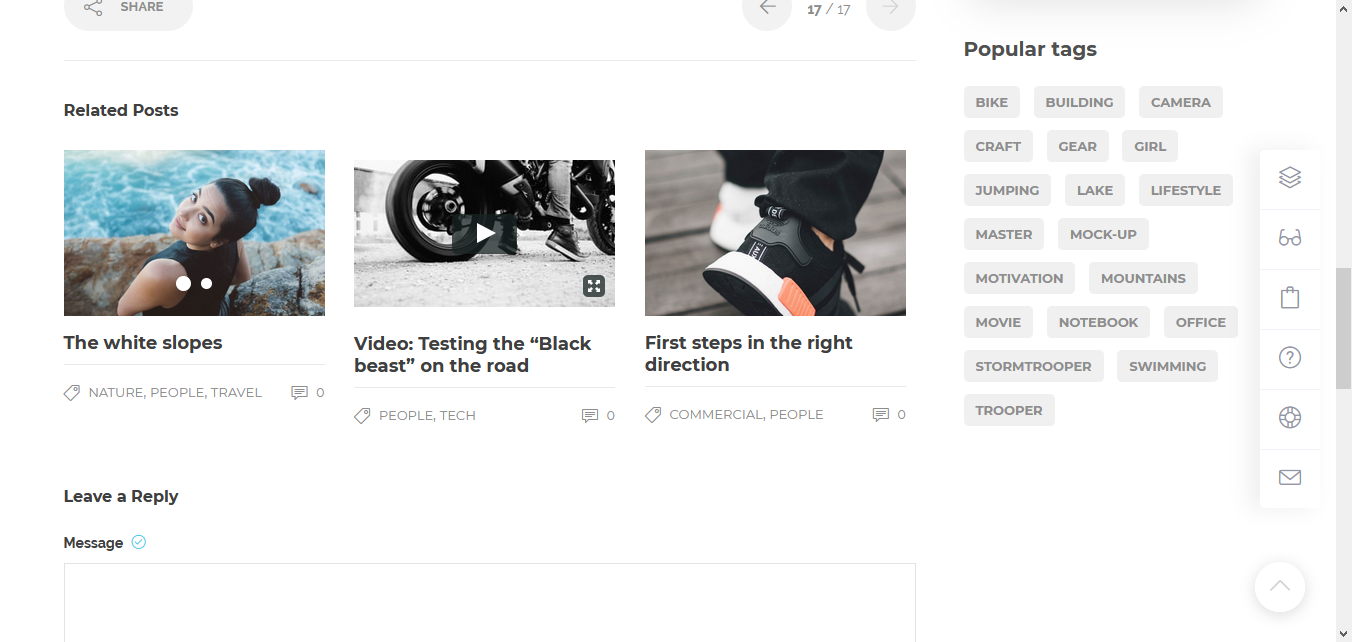 SHARE
17 / 17
Related Posts
The white slopes
NATURE, PEOPLE, TRAVEL
0
Video: Testing the “Black
beast” on the road
PEOPLE, TECH
0
First steps in the right
direction
COMMERCIAL, PEOPLE
0
Leave a Reply
Message
Popular tags
BIKE
BUILDING
CAMERA
CRAFT
GEAR
GIRL
JUMPING
LAKE
LIFESTYLE
MASTER
MOCK-UP
MOTIVATION
MOUNTAINS
MOVIE
NOTEBOOK
OFFICE
STORMTROOPER
SWIMMING
TROOPER